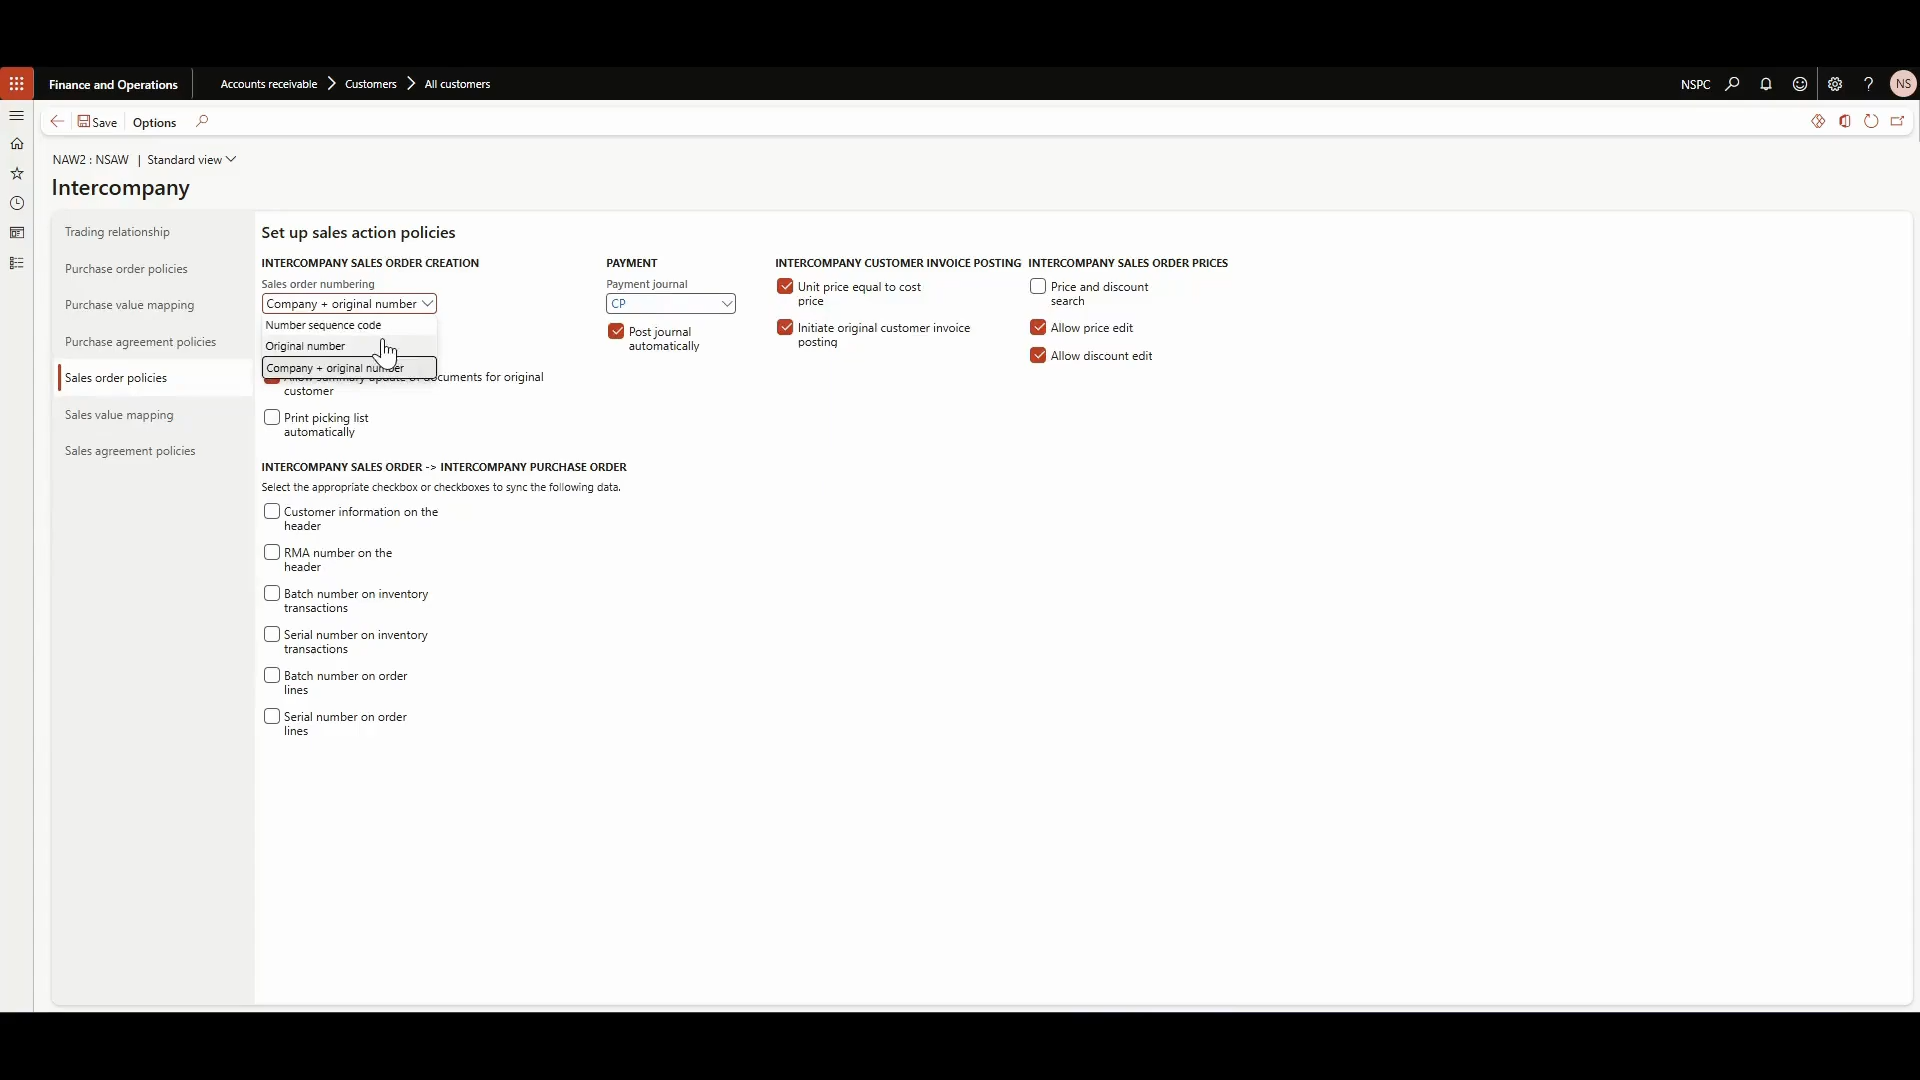 Finance and Operations
Accounts receivable
Customers
All customers
NSPC
NS
Save
Options
NAW2 : NSAW | Standard view
Intercompany
Trading relationship
Purchase order policies
Purchase value mapping
Purchase agreement policies
Sales order policies
Sales value mapping
Sales agreement policies
Set up sales action policies
INTERCOMPANY SALES ORDER CREATION
Sales order numbering
Company + original number
Number sequence code
Original number
Company + original number
Allow summary update of documents for original
customer
Print picking list
automatically
PAYMENT
Payment journal
CP
Post journal
automatically
INTERCOMPANY CUSTOMER INVOICE POSTING
Unit price equal to cost
price
Initiate original customer invoice
posting
INTERCOMPANY SALES ORDER PRICES
Price and discount
search
Allow price edit
Allow discount edit
INTERCOMPANY SALES ORDER -> INTERCOMPANY PURCHASE ORDER
Select the appropriate checkbox or checkboxes to sync the following data.
Customer information on the
header
RMA number on the
header
Batch number on inventory
transactions
Serial number on inventory
transactions
Batch number on order
lines
Serial number on order
lines